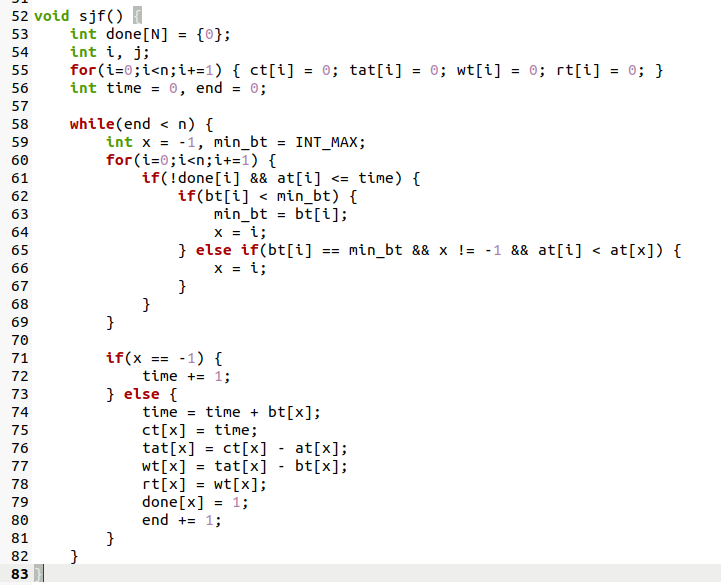 52 void sjf() {
53     int done[N] = {0};
54     int i, j;
55     for(i=0;i<n;i+=1) { ct[i] = 0; tat[i] = 0; wt[i] = 0; rt[i] = 0; }
56     int time = 0, end = 0;
57
58     while(end < n) {
59         int x = -1, min_bt = INT_MAX;
60         for(i=0;i<n;i+=1) {
61             if(!done[i] && at[i] <= time) {
62                 if(bt[i] < min_bt) {
63                     min_bt = bt[i];
64                     x = i;
65                 } else if(bt[i] == min_bt && x != -1 && at[i] < at[x]) {
66                     x = i;
67                 }
68             }
69         }
70
71         if(x == -1) {
72             time += 1;
73         } else {
74             time = time + bt[x];
75             ct[x] = time;
76             tat[x] = ct[x] - at[x];
77             wt[x] = tat[x] - bt[x];
78             rt[x] = wt[x];
79             done[x] = 1;
80             end += 1;
81         }
82     }
83 }